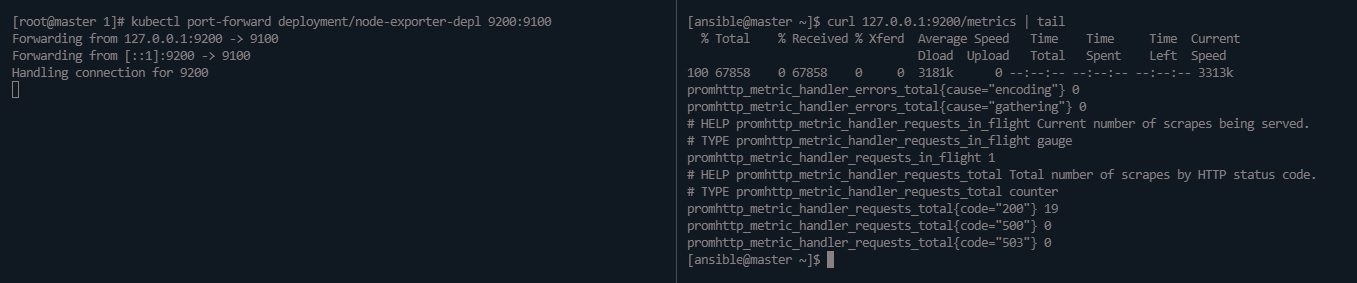 [root@master 1]# kubectl port-forward deployment/node-exporter-depl 9200:9100
Forwarding from 127.0.0.1:9200 -> 9100
Forwarding from [::1]:9200 -> 9100
Handling connection for 9200
[ansible@master ~]$ curl 127.0.0.1:9200/metrics | tail
  % Total    % Received % Xferd  Average Speed   Time    Time     Time  Current
                                 Dload  Upload   Total   Spent    Left  Speed
100 67858    0 67858    0     0  3181k      0 --:--:-- --:--:-- --:--:-- 3313k
promhttp_metric_handler_errors_total{cause="encoding"} 0
promhttp_metric_handler_errors_total{cause="gathering"} 0
# HELP promhttp_metric_handler_requests_in_flight Current number of scrapes being served.
# TYPE promhttp_metric_handler_requests_in_flight gauge
promhttp_metric_handler_requests_in_flight 1
# HELP promhttp_metric_handler_requests_total Total number of scrapes by HTTP status code.
# TYPE promhttp_metric_handler_requests_total counter
promhttp_metric_handler_requests_total{code="200"} 19
promhttp_metric_handler_requests_total{code="500"} 0
promhttp_metric_handler_requests_total{code="503"} 0
[ansible@master ~]$